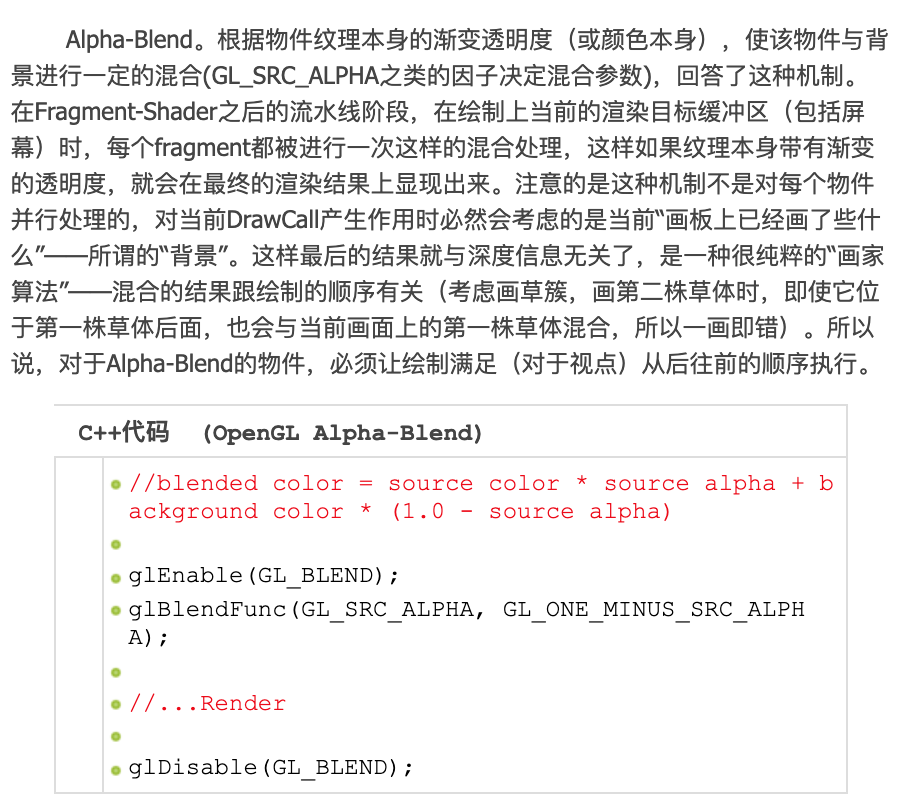 Alpha-Blend。根据物件纹理本身的渐变透明度（或颜色本身）, 使该物件与背
景进行一定的混合(GL_SRC_ALPHA之类的因子决定混合参数)，回答了这种机制。
在Fragment-Shader之后的流水线阶段，在绘制上当前的渲染目标缓冲区（包括屏
幕）时，每个fragment都被进行一次这样的混合处理，这样如果纹理本身带有渐变
的透明度，就会在最终的渲染结果上显现出来。注意的是这种机制不是对每个物件
并行处理的，对当前DrawCall产生作用时必然会考虑的是当前“画板上已经画了些什
么”——所谓的“背景”。这样最后的结果就与深度信息无关了，是一种很纯粹的“画家
算法”——混合的结果跟绘制的顺序有关（考虑画草簇，画第二株草体时，即使它位
于第一株草体后面，也会与当前画面上的第一株草体混合，所以一画即错）。所以
说，对于Alpha-Blend的物件，必须让绘制满足（对于视点）从后往前的顺序执行。
C++代码 (OpenGL Alpha-Blend)
//blended color = source color * source alpha + b
ackground color * (1.0 - source alpha)
glEnable(GL_BLEND);
glBlendFunc(GL_SRC_ALPHA, GL_ONE_MINUS_SRC_ALPH
A);
//...Render
glDisable(GL_BLEND);